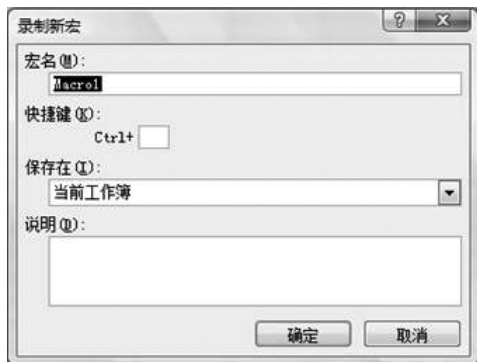 录制新宏
宏名(M):
Macro1
快捷键(K):
Ctrl+
保存在(I):
当前工作簿
说明(D):
确定 取消